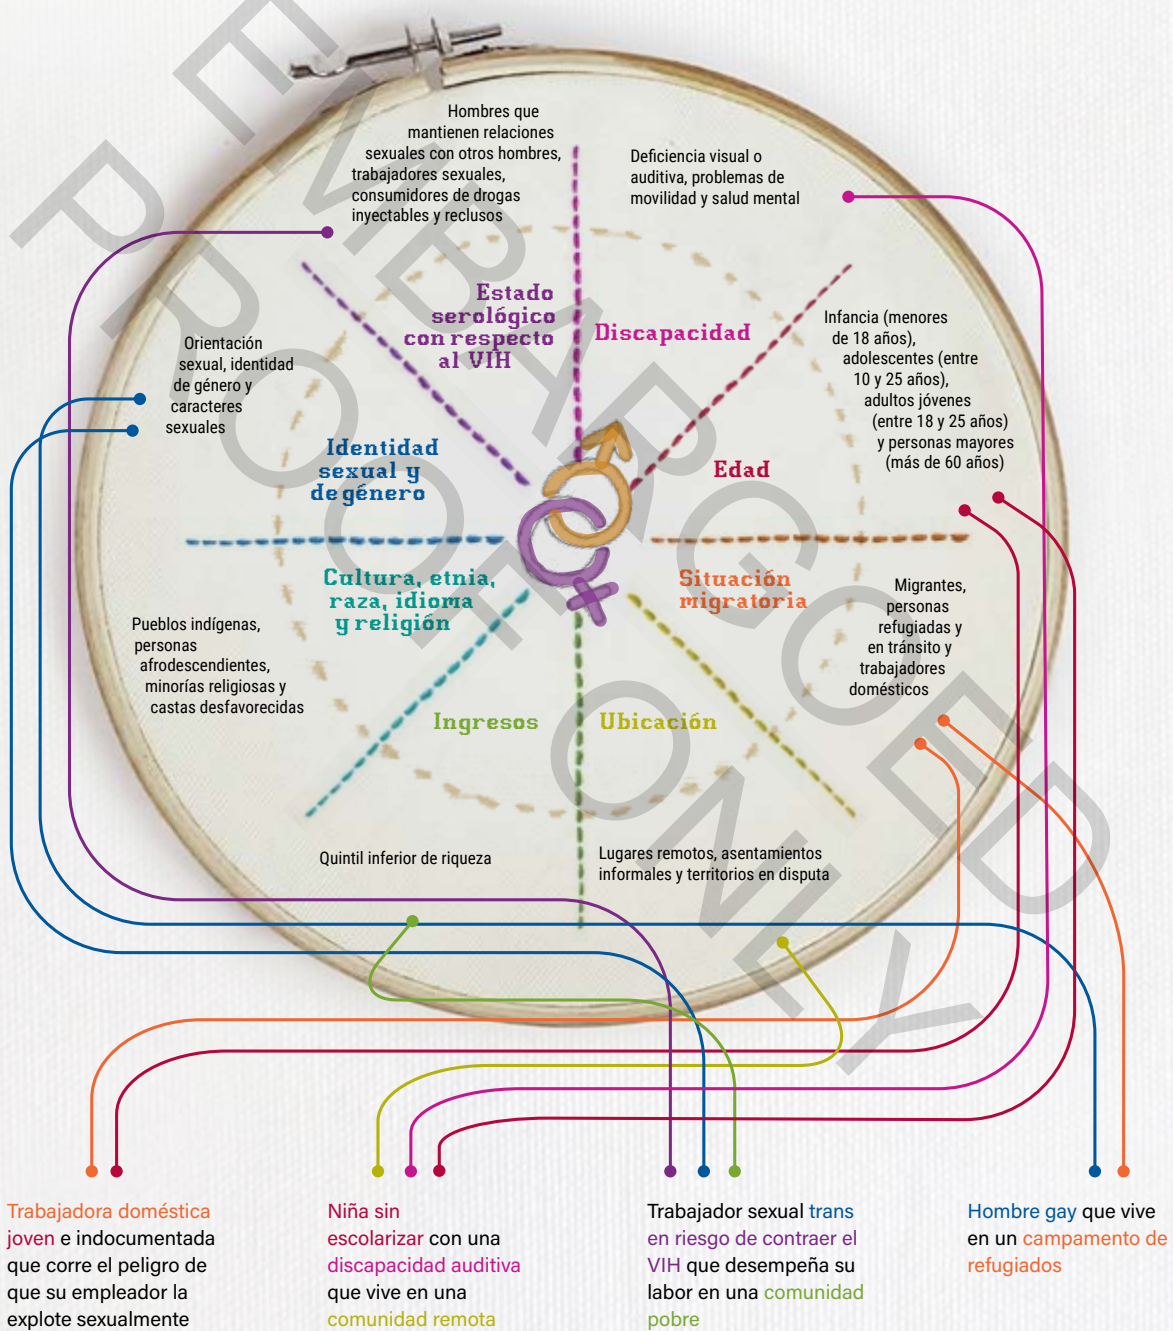 Hombres que
mantienen relaciones
sexuales con otros hombres,
trabajadores sexuales,
consumidores de drogas
inyectables y reclusos
Deficiencia visual o
auditiva, problemas de
movilidad y salud mental
Estado
serológico
con respecto
al VIH
Discapacidad
Infancia (menores
de 18 años),
adolescentes (entre
10 y 25 años),
adultos jóvenes
(entre 18 y 25 años)
y personas mayores
(más de 60 años)
Orientación
sexual, identidad
de género y
caracteres
sexuales
Identidad
sexual y
de género
Edad
Cultura, etnia,
raza, idioma
y religión
Situación
migratoria
Migrantes,
personas
refugiadas y
en tránsito y
trabajadores
domésticos
Pueblos indígenas,
personas
afrodescendientes,
minorías religiosas y
castas desfavorecidas
Ingresos
Ubicación
Quintil inferior de riqueza
Lugares remotos, asentamientos
informales y territorios en disputa
EMBARGOED
PROOF ONLY
Trabajadora doméstica
joven e indocumentada
que corre el peligro de
que su empleador la
explote sexualmente
Niña sin
escolarizar con una
discapacidad auditiva
que vive en una
comunidad remota
Trabajador sexual trans
en riesgo de contraer el
VIH que desempeña su
labor en una comunidad
pobre
Hombre gay que vive
en un campamento de
refugiados